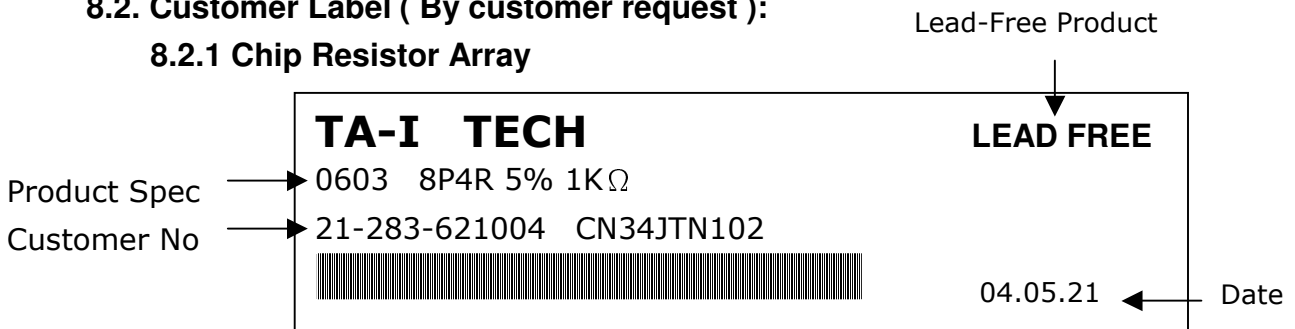 8.2. Customer Label ( By customer request ):
Lead-Free Product
8.2.1 Chip Resistor Array
TA-I TECH
LEAD FREE
Product Spec
0603 8P4R 5% 1KΩ
Customer No
21-283-621004 CN34JTN102
04.05.21
Date